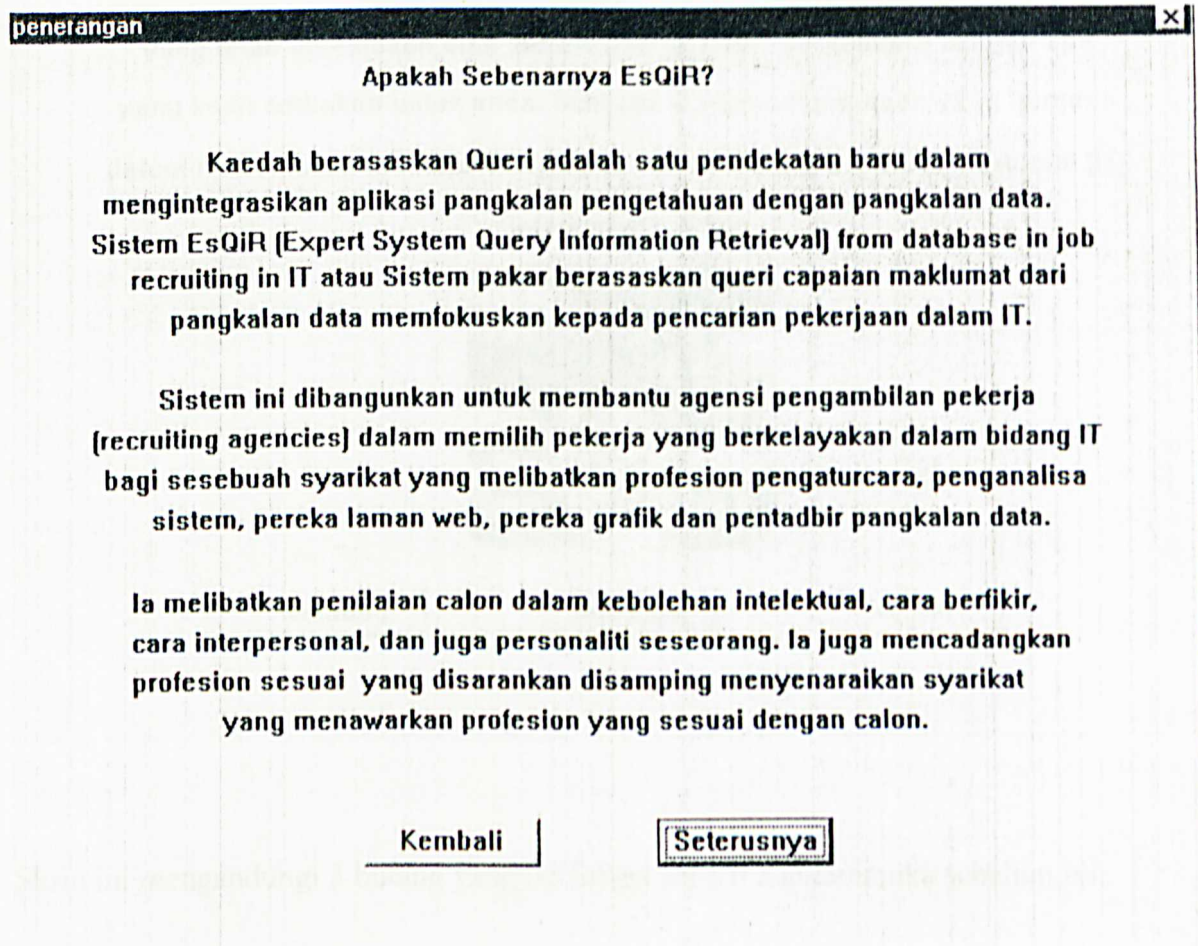 penerangan
Apakah Sebenarnya EsQiR?
Kaedah berasaskan Queri adalah satu pendekatan baru dalam
mengintegrasikan aplikasi pangkalan pengetahuan dengan pangkalan data.
Sistem EsQiR (Expert System Query Information Retrieval) from database in job
recruiting in IT atau Sistem pakar berasaskan queri capaian maklumat dari
pangkalan data memfokuskan kepada pencarian pekerjaan dalam IT.
Sistem ini dibangunkan untuk membantu agensi pengambilan pekerja
(recruiting agencies) dalam memilih pekerja yang berkelayakan dalam bidang IT
bagi sesebuah syarikat yang melibatkan profesion pengaturcara, penganalisa
sistem, pereka laman web, pereka grafik dan pentadbir pangkalan data.
Ia melibatkan penilaian calon dalam kebolehan intelektual, cara berfikir,
cara interpersonal, dan juga personaliti seseorang. Ia juga mencadangkan
profesion sesuai yang disarankan disamping menyenaraikan syarikat
yang menawarkan profesion yang sesuai dengan calon.
Kembali
Seterusnya